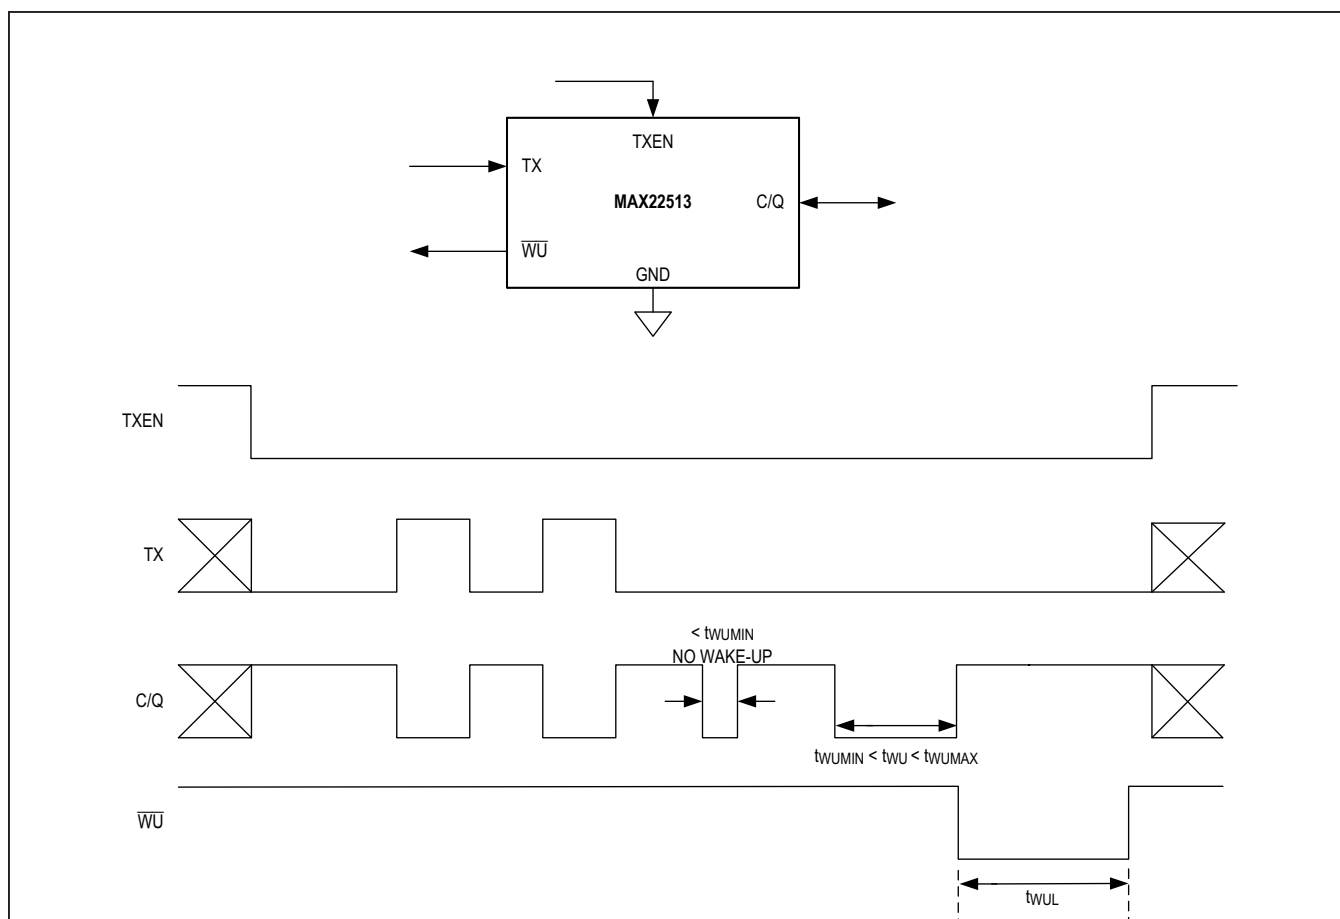 TXEN
TX
MAX22513
C/Q
WU
GND
TXEN
TX
< tWUMIN
NO WAKE-UP
C/Q
tWUMIN < tWU < tWUMAX
WU
tWUL